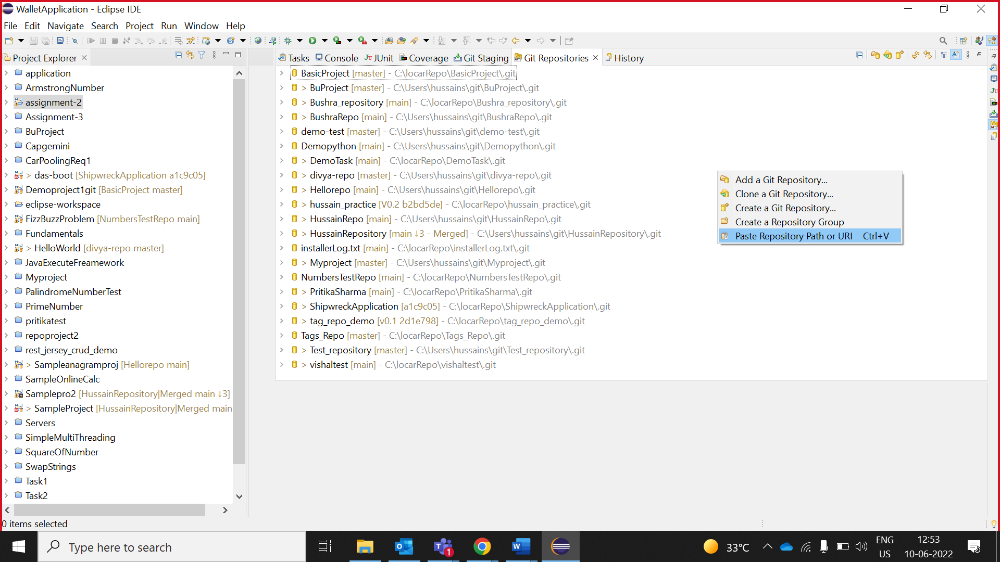 WalletApplication - Eclipse IDE
File Edit Navigate Search Project Run Window Help
Project Explorer
application
ArmstrongNumber
assignment-2
Assignment-3
BuProject
Capgemini
CarPoolingReq1
> das-boot [ShipwreckApplication a1c9c05]
Demoproject1git [BasicProject master]
eclipse-workspace
FizzBuzzProblem [NumbersTestRepo main]
Fundamentals
> HelloWorld [divya-repo master]
JavaExecuteFreamework
Myproject
PalindromeNumberTest
PrimeNumber
pritikatest
repoproject2
rest_jersey_crud_demo
> Sampleanagramproj [Hellorepo main]
SampleOnlineCalc
Samplepro2 [HussainRepository|Merged main ↓3]
> SampleProject [HussainRepository|Merged main
Servers
SimpleMultiThreading
SquareOfNumber
SwapStrings
Task1
Task2
Tasks Console JUnit Coverage Git Staging Git Repositories History
BasicProject [master] - C:\locarRepo\BasicProject\.git
> BuProject [master] - C:\Users\hussains\git\BuProject\.git
> Bushra_repository [main] - C:\locarRepo\Bushra_repository\.git
> BushraRepo [main] - C:\Users\hussains\git\BushraRepo\.git
demo-test [master] - C:\Users\hussains\git\demo-test\.git
Demopython [main] - C:\Users\hussains\git\Demopython\.git
> DemoTask [main] - C:\locarRepo\DemoTask\.git
> divya-repo [master] - C:\Users\hussains\git\divya-repo\.git
> Hellorepo [main] - C:\Users\hussains\git\Hellorepo\.git
> hussain_practice [V0.2 b2bd5de] - C:\locarRepo\hussain_practice\.git
> HussainRepo [main] - C:\Users\hussains\git\HussainRepo\.git
> HussainRepository [main ↓3 - Merged] - C:\Users\hussains\git\HussainRepository\.git
installerLog.txt [main] - C:\locarRepo\installerLog.txt\.git
> Myproject [master] - C:\Users\hussains\git\Myproject\.git
NumbersTestRepo [main] - C:\locarRepo\NumbersTestRepo\.git
> PritikaSharma [main] - C:\locarRepo\PritikaSharma\.git
> ShipwreckApplication [a1c9c05] - C:\locarRepo\ShipwreckApplication\.git
> tag_repo_demo [v0.1 2d1e798] - C:\locarRepo\tag_repo_demo\.git
Tags_Repo [master] - C:\locarRepo\Tags_Repo\.git
> Test_repository [master] - C:\Users\hussains\git\Test_repository\.git
> vishaltest [main] - C:\locarRepo\vishaltest\.git
Add a Git Repository...
Clone a Git Repository...
Create a Git Repository...
Create a Repository Group
Paste Repository Path or URI Ctrl+V
0 items selected
Type here to search
33°C
ENG
US
12:53
10-06-2022